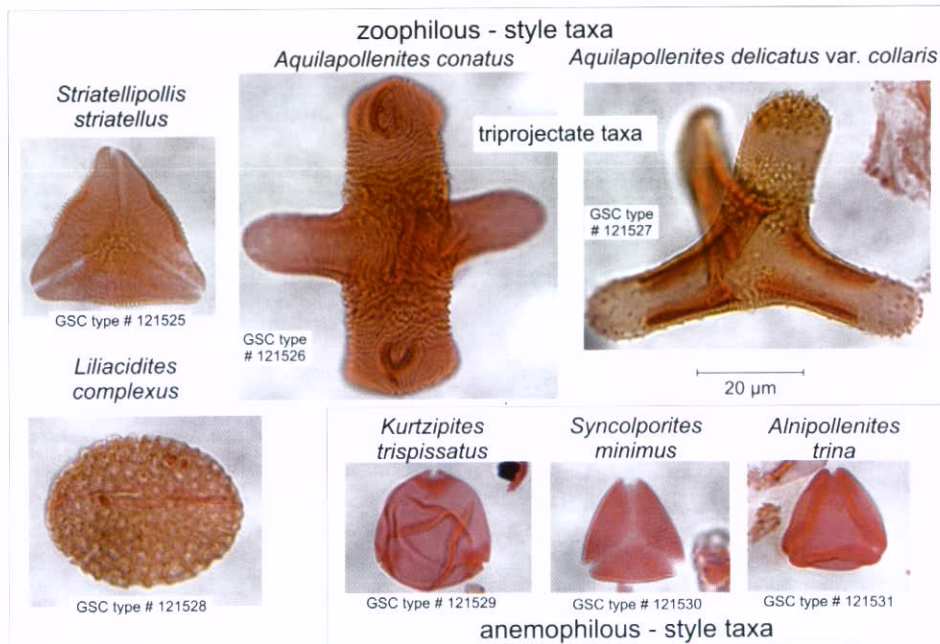 zoophilous - style taxa
Aquilapollenites conatus
Aquilapollenites delicatus var. collaris
Striatellipollis
striatellus
triprojectate taxa
GSC type
# 121527
GSC type # 121525
GSC type
# 121526
Liliacidites
complexus
20 µm
Kurtzipites
trispissatus
Syncolporites
minimus
Alnipollenites
trina
GSC type # 121528
GSC type # 121529
GSC type # 121530
GSC type # 121531
anemophilous - style taxa